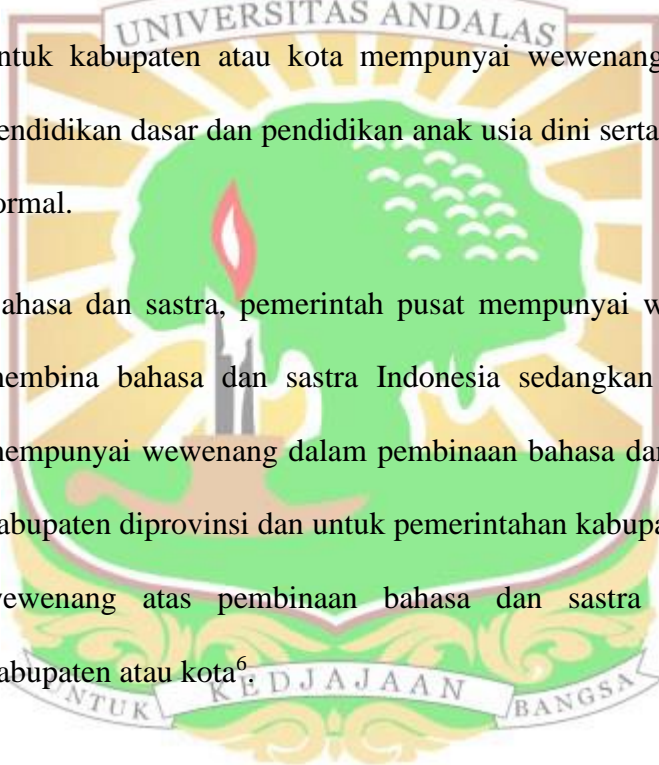 UNIVERSITAS ANDALAS
ntuk kabupaten atau kota mempunyai wewenang
endidikan dasar dan pendidikan anak usia dini serta
ormal.
ahasa dan sastra, pemerintah pusat mempunyai w
nembina bahasa dan sastra Indonesia sedangkan
nempunyai wewenang dalam pembinaan bahasa dan
abupaten diprovinsi dan untuk pemerintahan kabupa
wewenang atas pembinaan bahasa dan sastra
abupaten atau kota⁶.
UNTUK KEDJAJAAN BANGSA